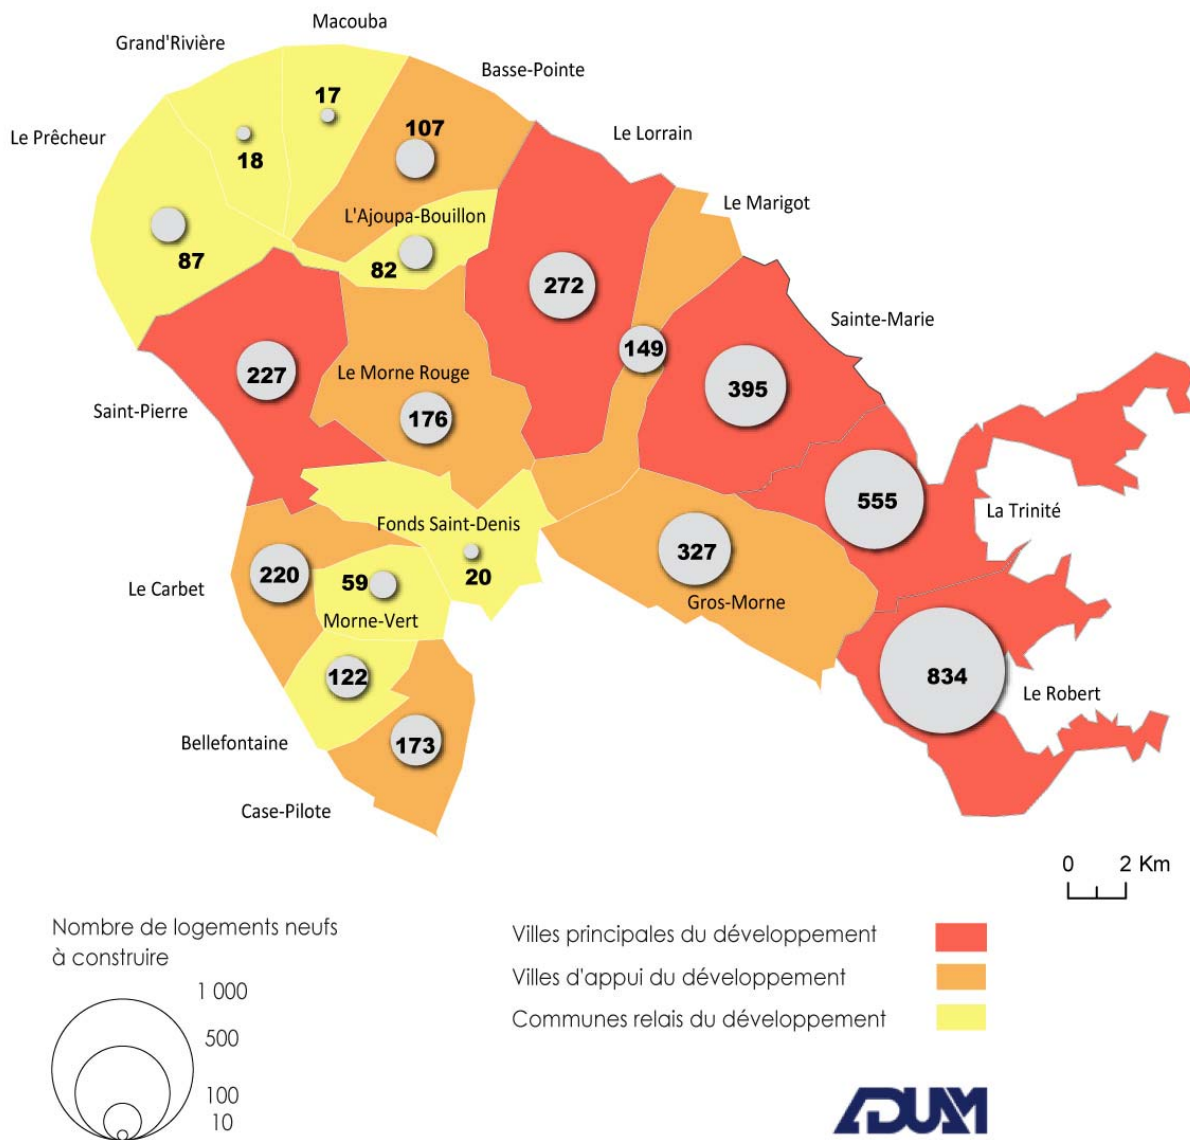 Macouba
Grand'Rivière
Basse-Pointe
17
107
Le Prêcheur
Le Lorrain
18
Le Marigot
L'Ajoupa-Bouillon
87
82
272
Sainte-Marie
149
227
Le Morne Rouge
395
Saint-Pierre
176
555
La Trinité
Fonds Saint-Denis
327
220
59
20
Le Carbet
Gros-Morne
Morne-Vert
122
834
Le Robert
Bellefontaine
173
Case-Pilote
0 2 Km
Nombre de logements neufs
à construire
1 000
500
100
10
Villes principales du développement
Villes d'appui du développement
Communes relais du développement
ADUAM